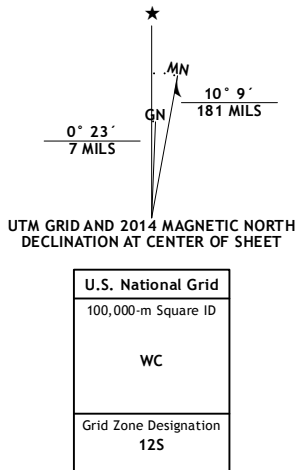 ★
MN
GN
0° 23´
7 MILS
10° 9´
181 MILS
UTM GRID AND 2014 MAGNETIC NORTH
DECLINATION AT CENTER OF SHEET
U.S. National Grid
100,000-m Square ID
WC
Grid Zone Designation
12S